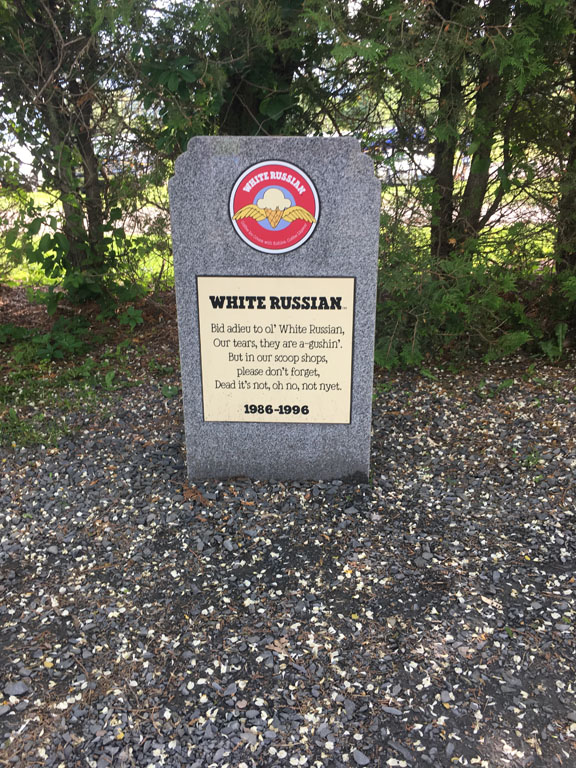 WHITE RUSSIAN
WHITE RUSSIAN™
Bid adieu to ol' White Russian,
Our tears, they are a-gushin'.
But in our scoop shops,
please don't forget,
Dead it's not, oh no, not nyet.
1986-1996